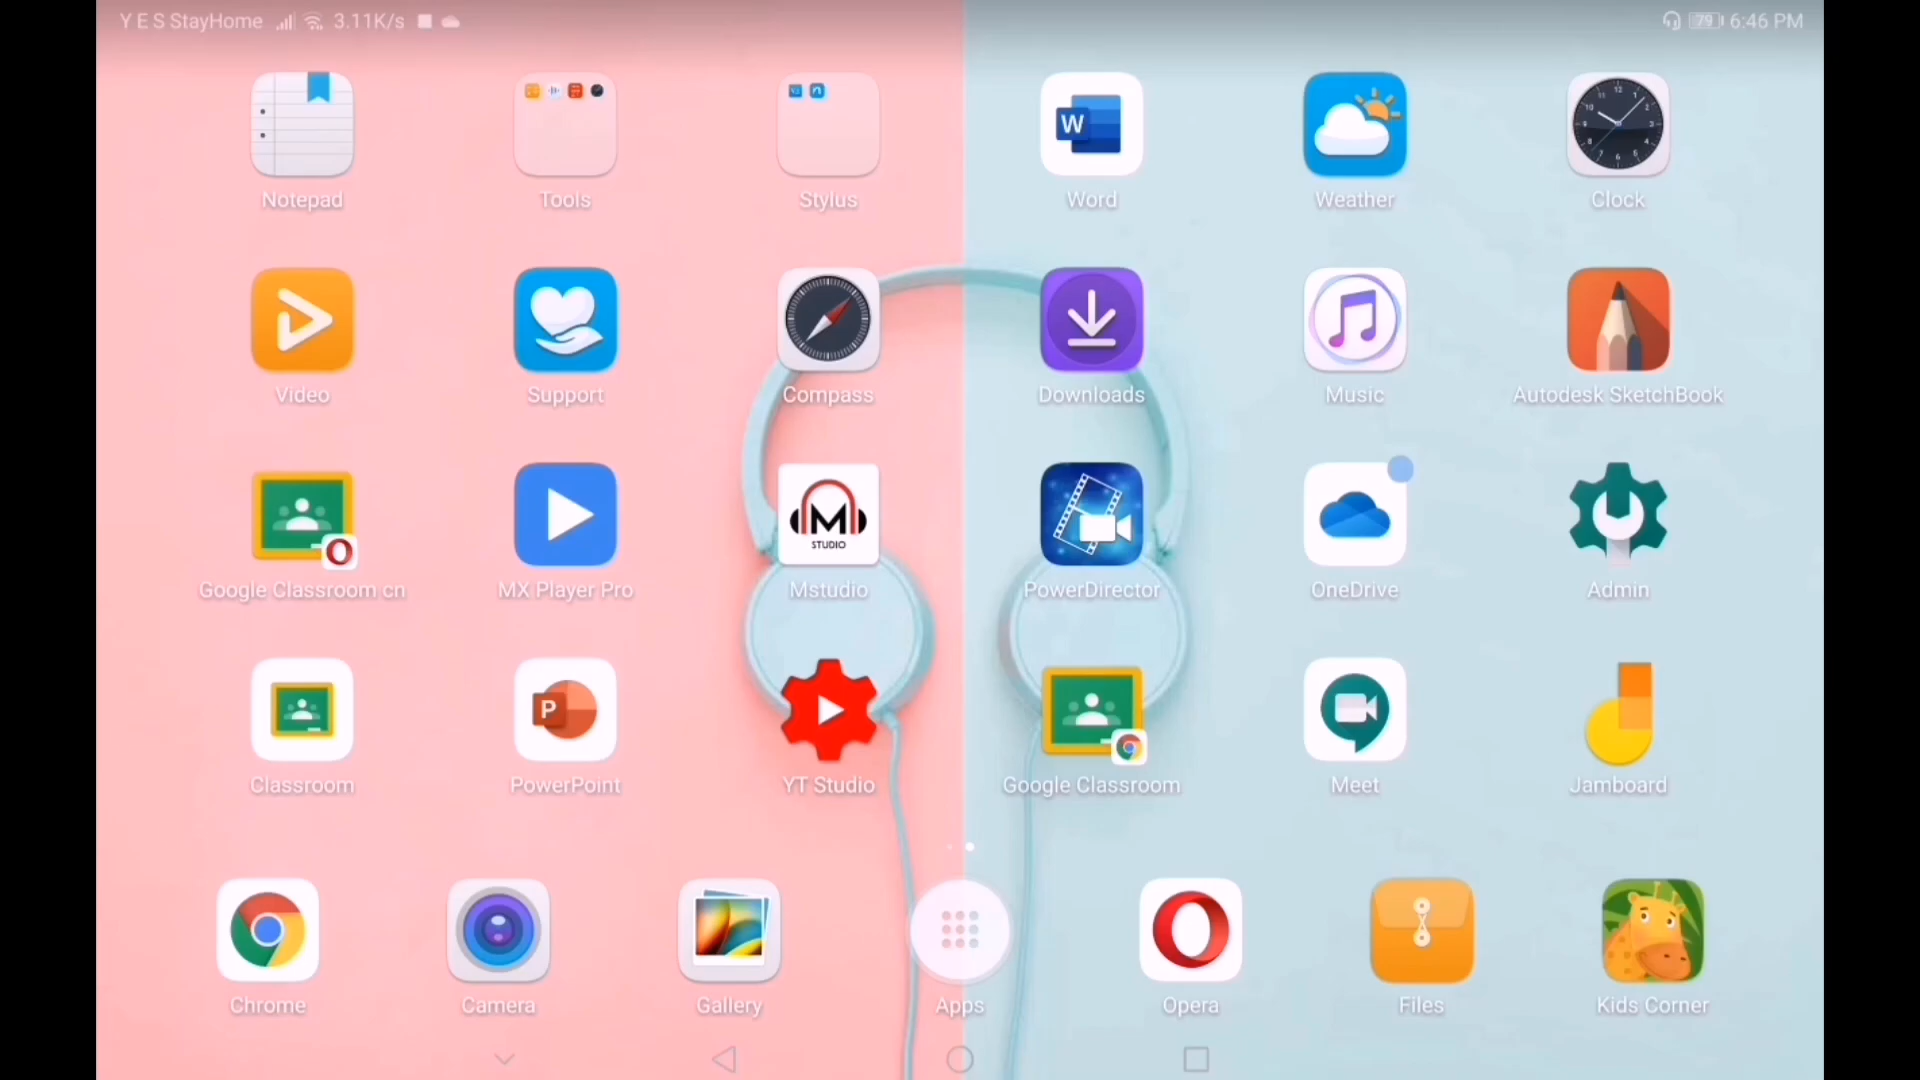 Y E S StayHome 3.11K/s 79 6:46 PM
Notepad Tools Stylus Word Weather Clock
Video Support Compass Downloads Music Autodesk SketchBook
M
STUDIO
Google Classroom cn MX Player Pro Mstudio PowerDirector OneDrive Admin
Classroom PowerPoint YT Studio Google Classroom Meet Jamboard
Chrome Camera Gallery Apps Opera Files Kids Corner